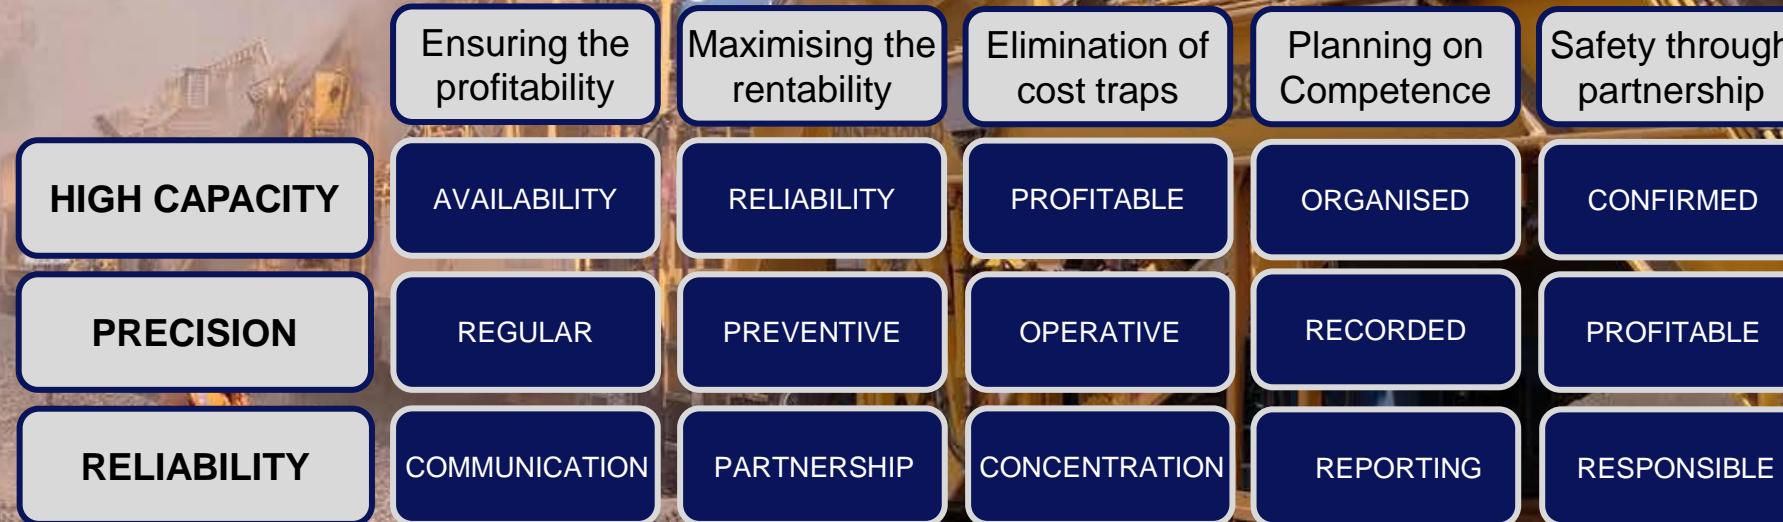 Ensuring the
profitability
Maximising the
rentability
Elimination of
cost traps
Planning on
Competence
Safety through
partnership
HIGH CAPACITY
AVAILABILITY
RELIABILITY
PROFITABLE
ORGANISED
CONFIRMED
PRECISION
REGULAR
PREVENTIVE
OPERATIVE
RECORDED
PROFITABLE
RELIABILITY
COMMUNICATION
PARTNERSHIP
CONCENTRATION
REPORTING
RESPONSIBLE